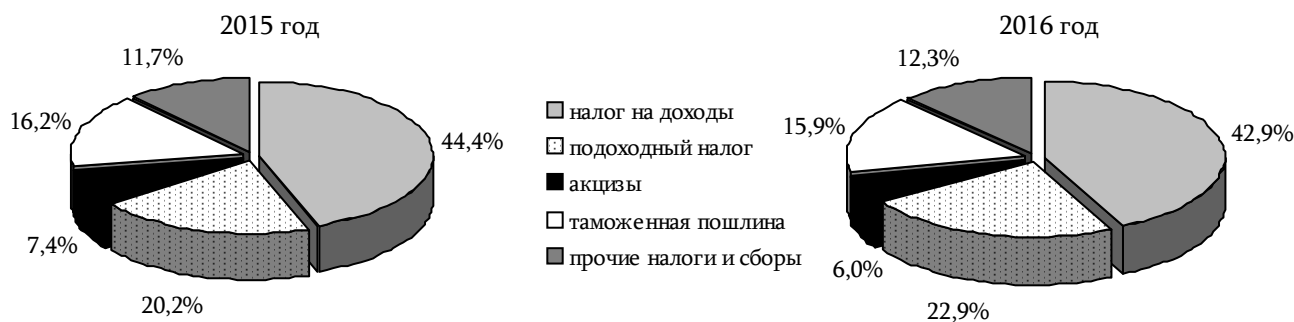 2015 год
11,7%
16,2%
44,4%
7,4%
20,2%
налог на доходы
подоходный налог
акцизы
таможенная пошлина
прочие налоги и сборы
2016 год
12,3%
15,9%
42,9%
6,0%
22,9%